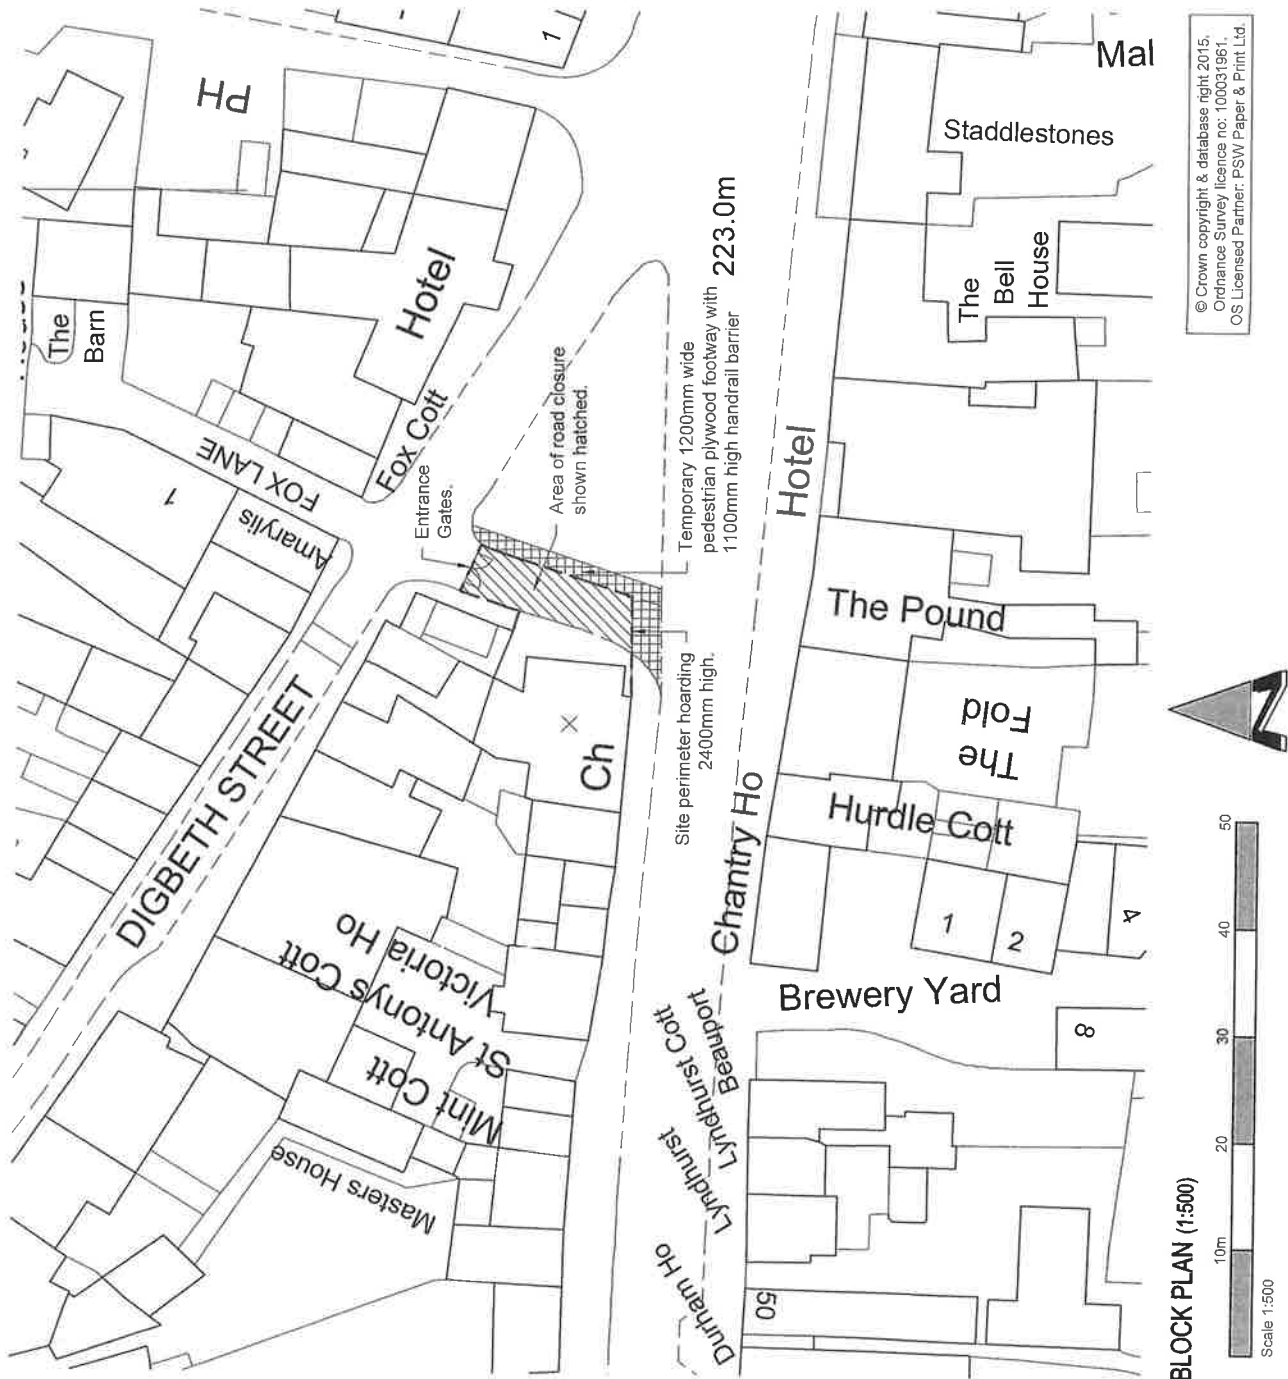 PH
1
The
Barn
Hotel
FOX LANE
Fox Cott
1
Amaryllis
Entrance
Gates.
Area of road closure
shown hatched.
Temporary 1200mm wide
pedestrian plywood footway with
1100mm high handrail barrier
223.0m
DIGBETH STREET
Ch
Site perimeter hoarding
2400mm high.
Victoria Ho
St Antonys Cott
Mint Cott
Masters House
Mal
Staddlestones
The
Bell
House
Hotel
The Pound
The
Fold
Hurdle Cott
Chantry Ho
1
2
4
Brewery Yard
8
Beauport
Lyndhurst Cott
Lyndhurst
Durham Ho
50
© Crown copyright & database right 2015.
Ordnance Survey licence no: 100031961.
OS Licensed Partner: PSW Paper & Print Ltd.
N
BLOCK PLAN (1:500)
10m 20 30 40 50
Scale 1:500